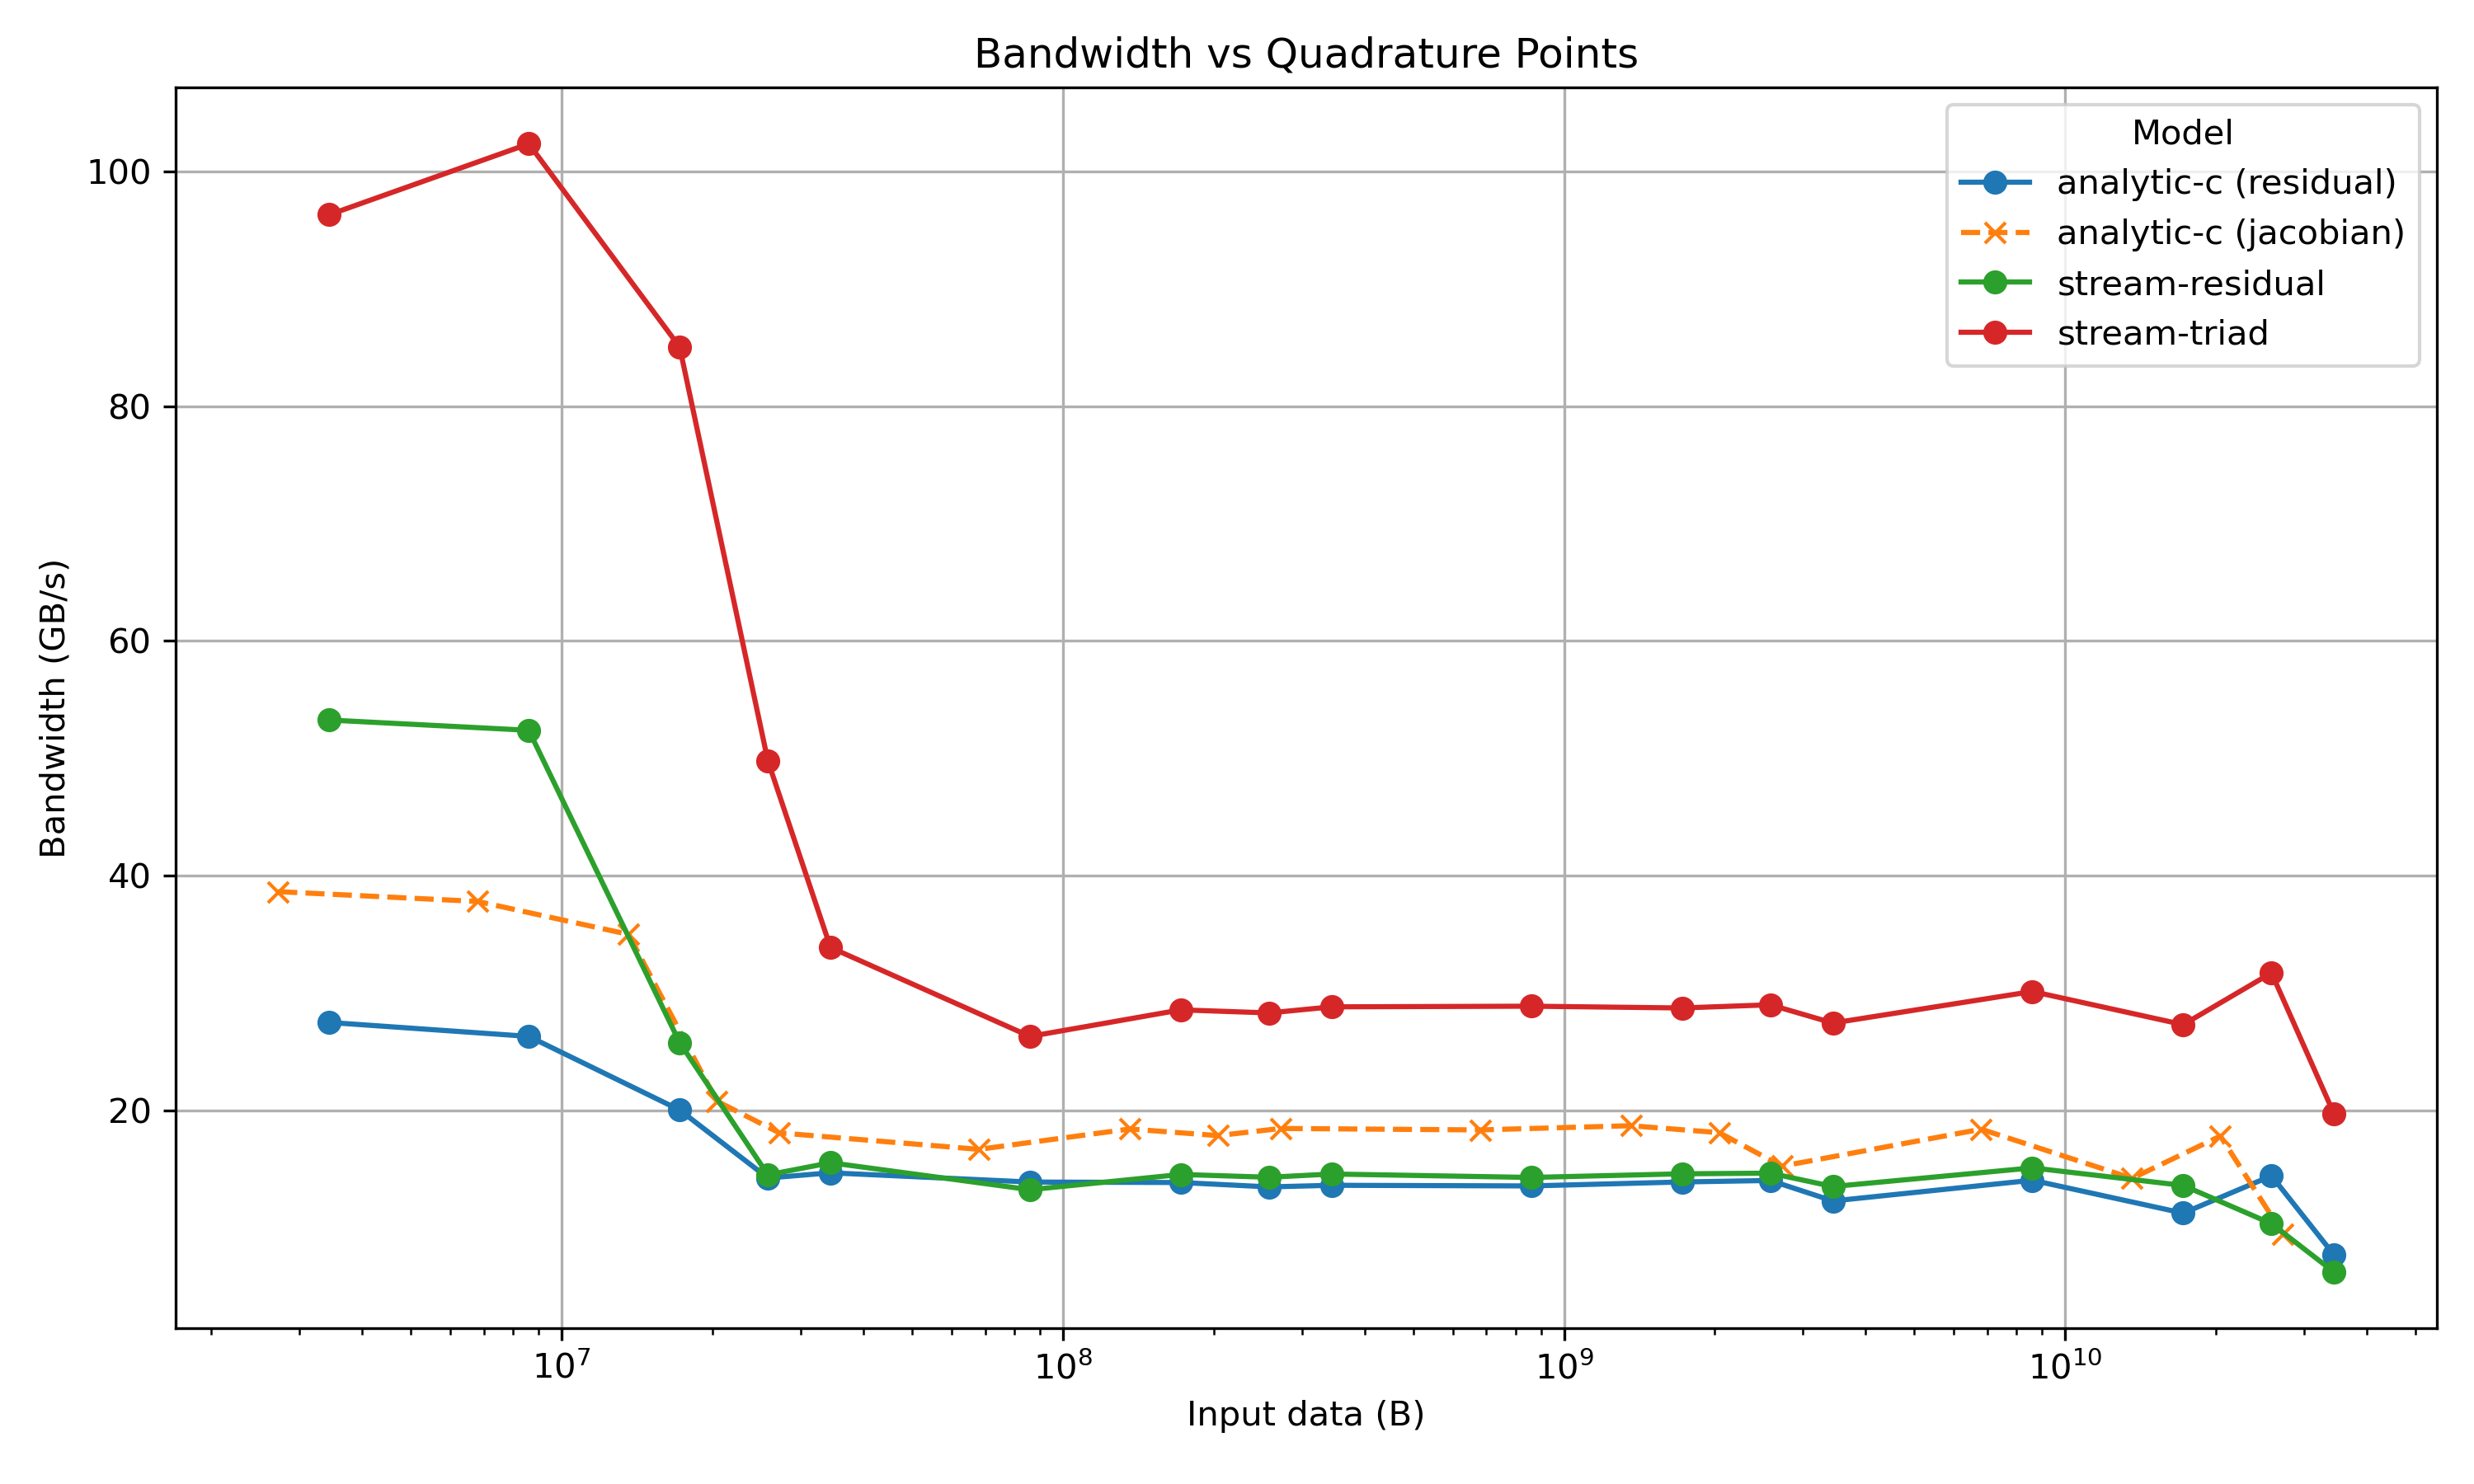 Bandwidth vs Quadrature Points
Model
analytic-c (residual)
analytic-c (jacobian)
stream-residual
stream-triad
Bandwidth (GB/s)
100
80
60
40
20
10⁷
10⁸
10⁹
10¹⁰
Input data (B)